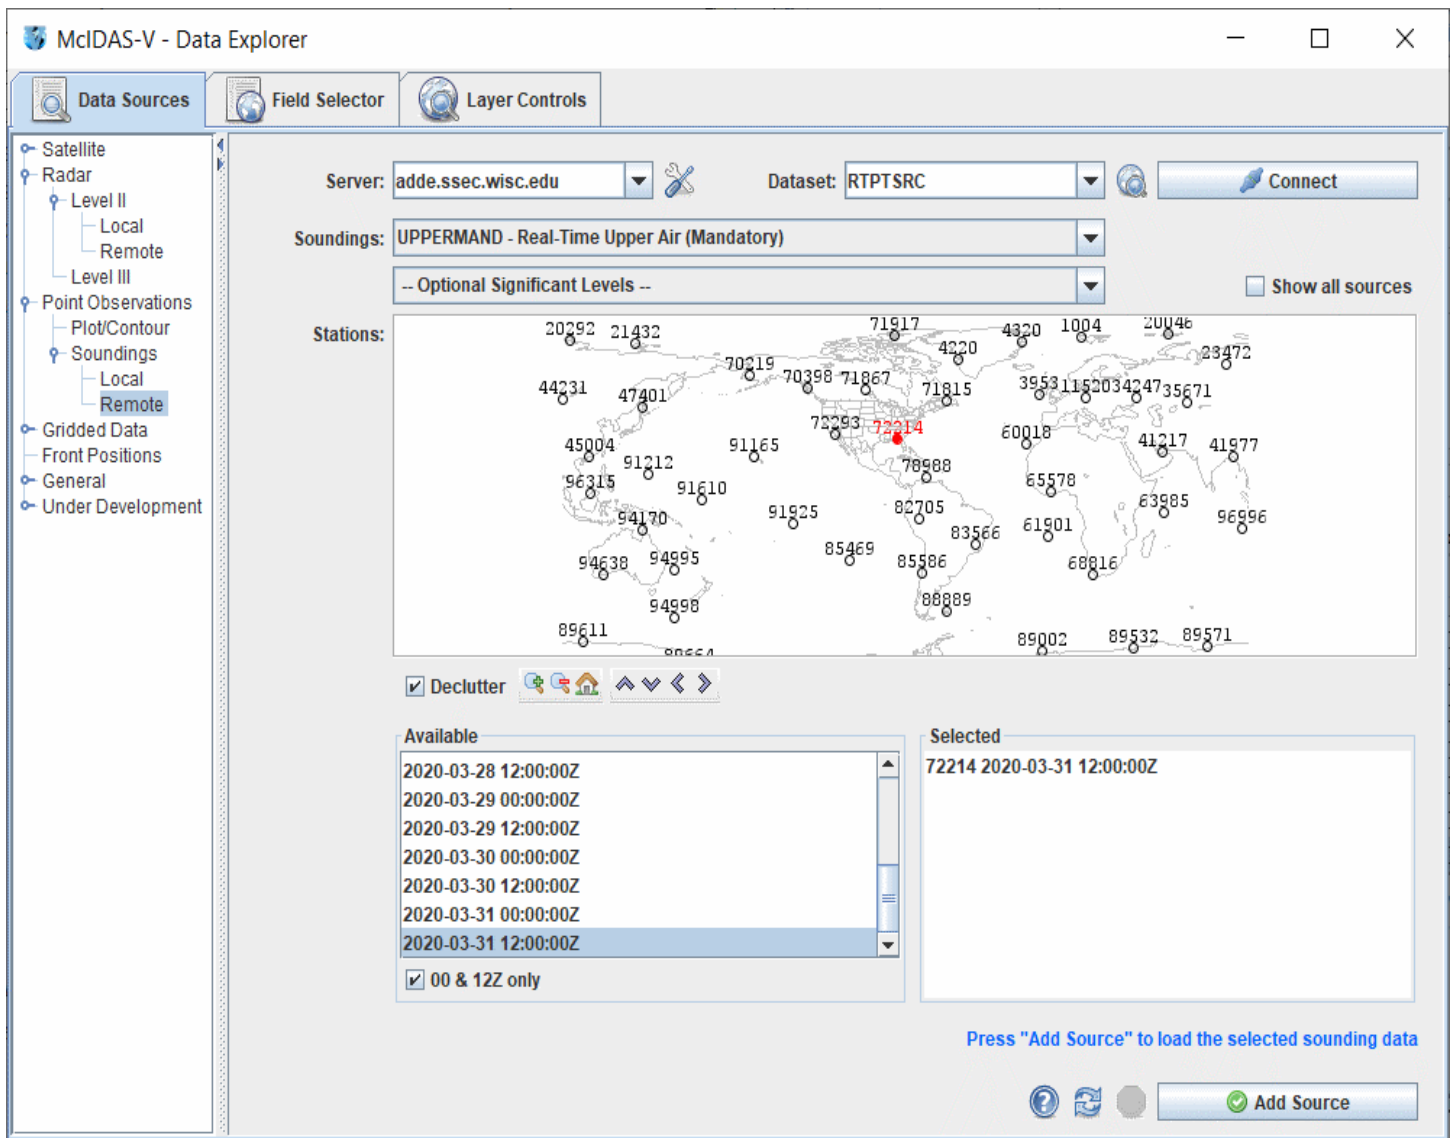 McIDAS-V - Data Explorer
Data Sources
Field Selector
Layer Controls
Satellite
Radar
Level II
Local
Remote
Level III
Point Observations
Plot/Contour
Soundings
Local
Remote
Gridded Data
Front Positions
General
Under Development
Server: adde.ssec.wisc.edu Dataset: RTPTSRC Connect
Soundings: UPPERMAND - Real-Time Upper Air (Mandatory)
-- Optional Significant Levels -- Show all sources
Stations:
20292 21432 71917 4320 1004 20046
4220 23472
70219 70398 71867 71815
44231 47401 3953 11520 34247 35671
72293 72214 60018
45004 91212 91165 41217 41977
96315 91610 78988 65578
94170 91925 82705 83566 61901 63985 96996
94638 94995 85469 85586 68816
94998 88889
89611 89664 89002 89532 89571
Declutter
Available
2020-03-28 12:00:00Z
2020-03-29 00:00:00Z
2020-03-29 12:00:00Z
2020-03-30 00:00:00Z
2020-03-30 12:00:00Z
2020-03-31 00:00:00Z
2020-03-31 12:00:00Z
00 & 12Z only
Selected
72214 2020-03-31 12:00:00Z
Press "Add Source" to load the selected sounding data
Add Source